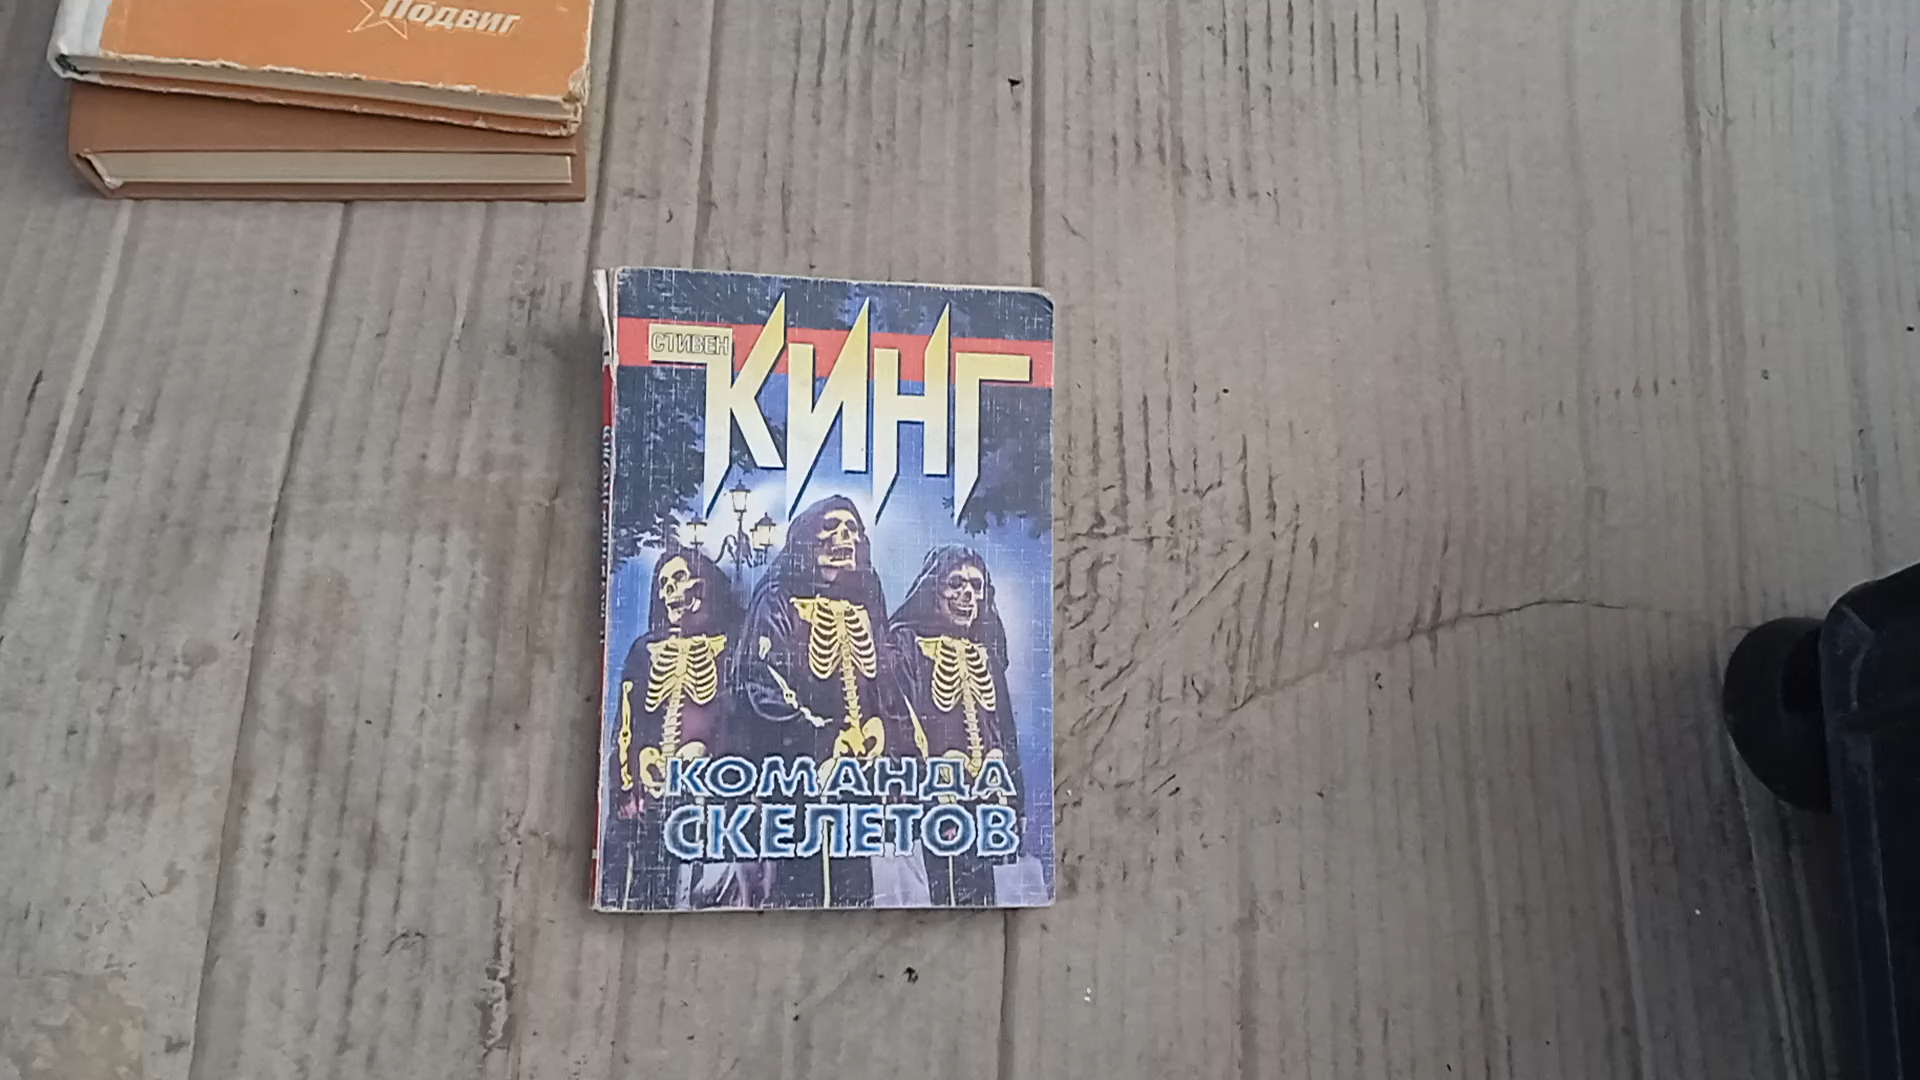 Подвиг
СТИВЕН
КИНГ
КОМАНДА
СКЕЛЕТОВ